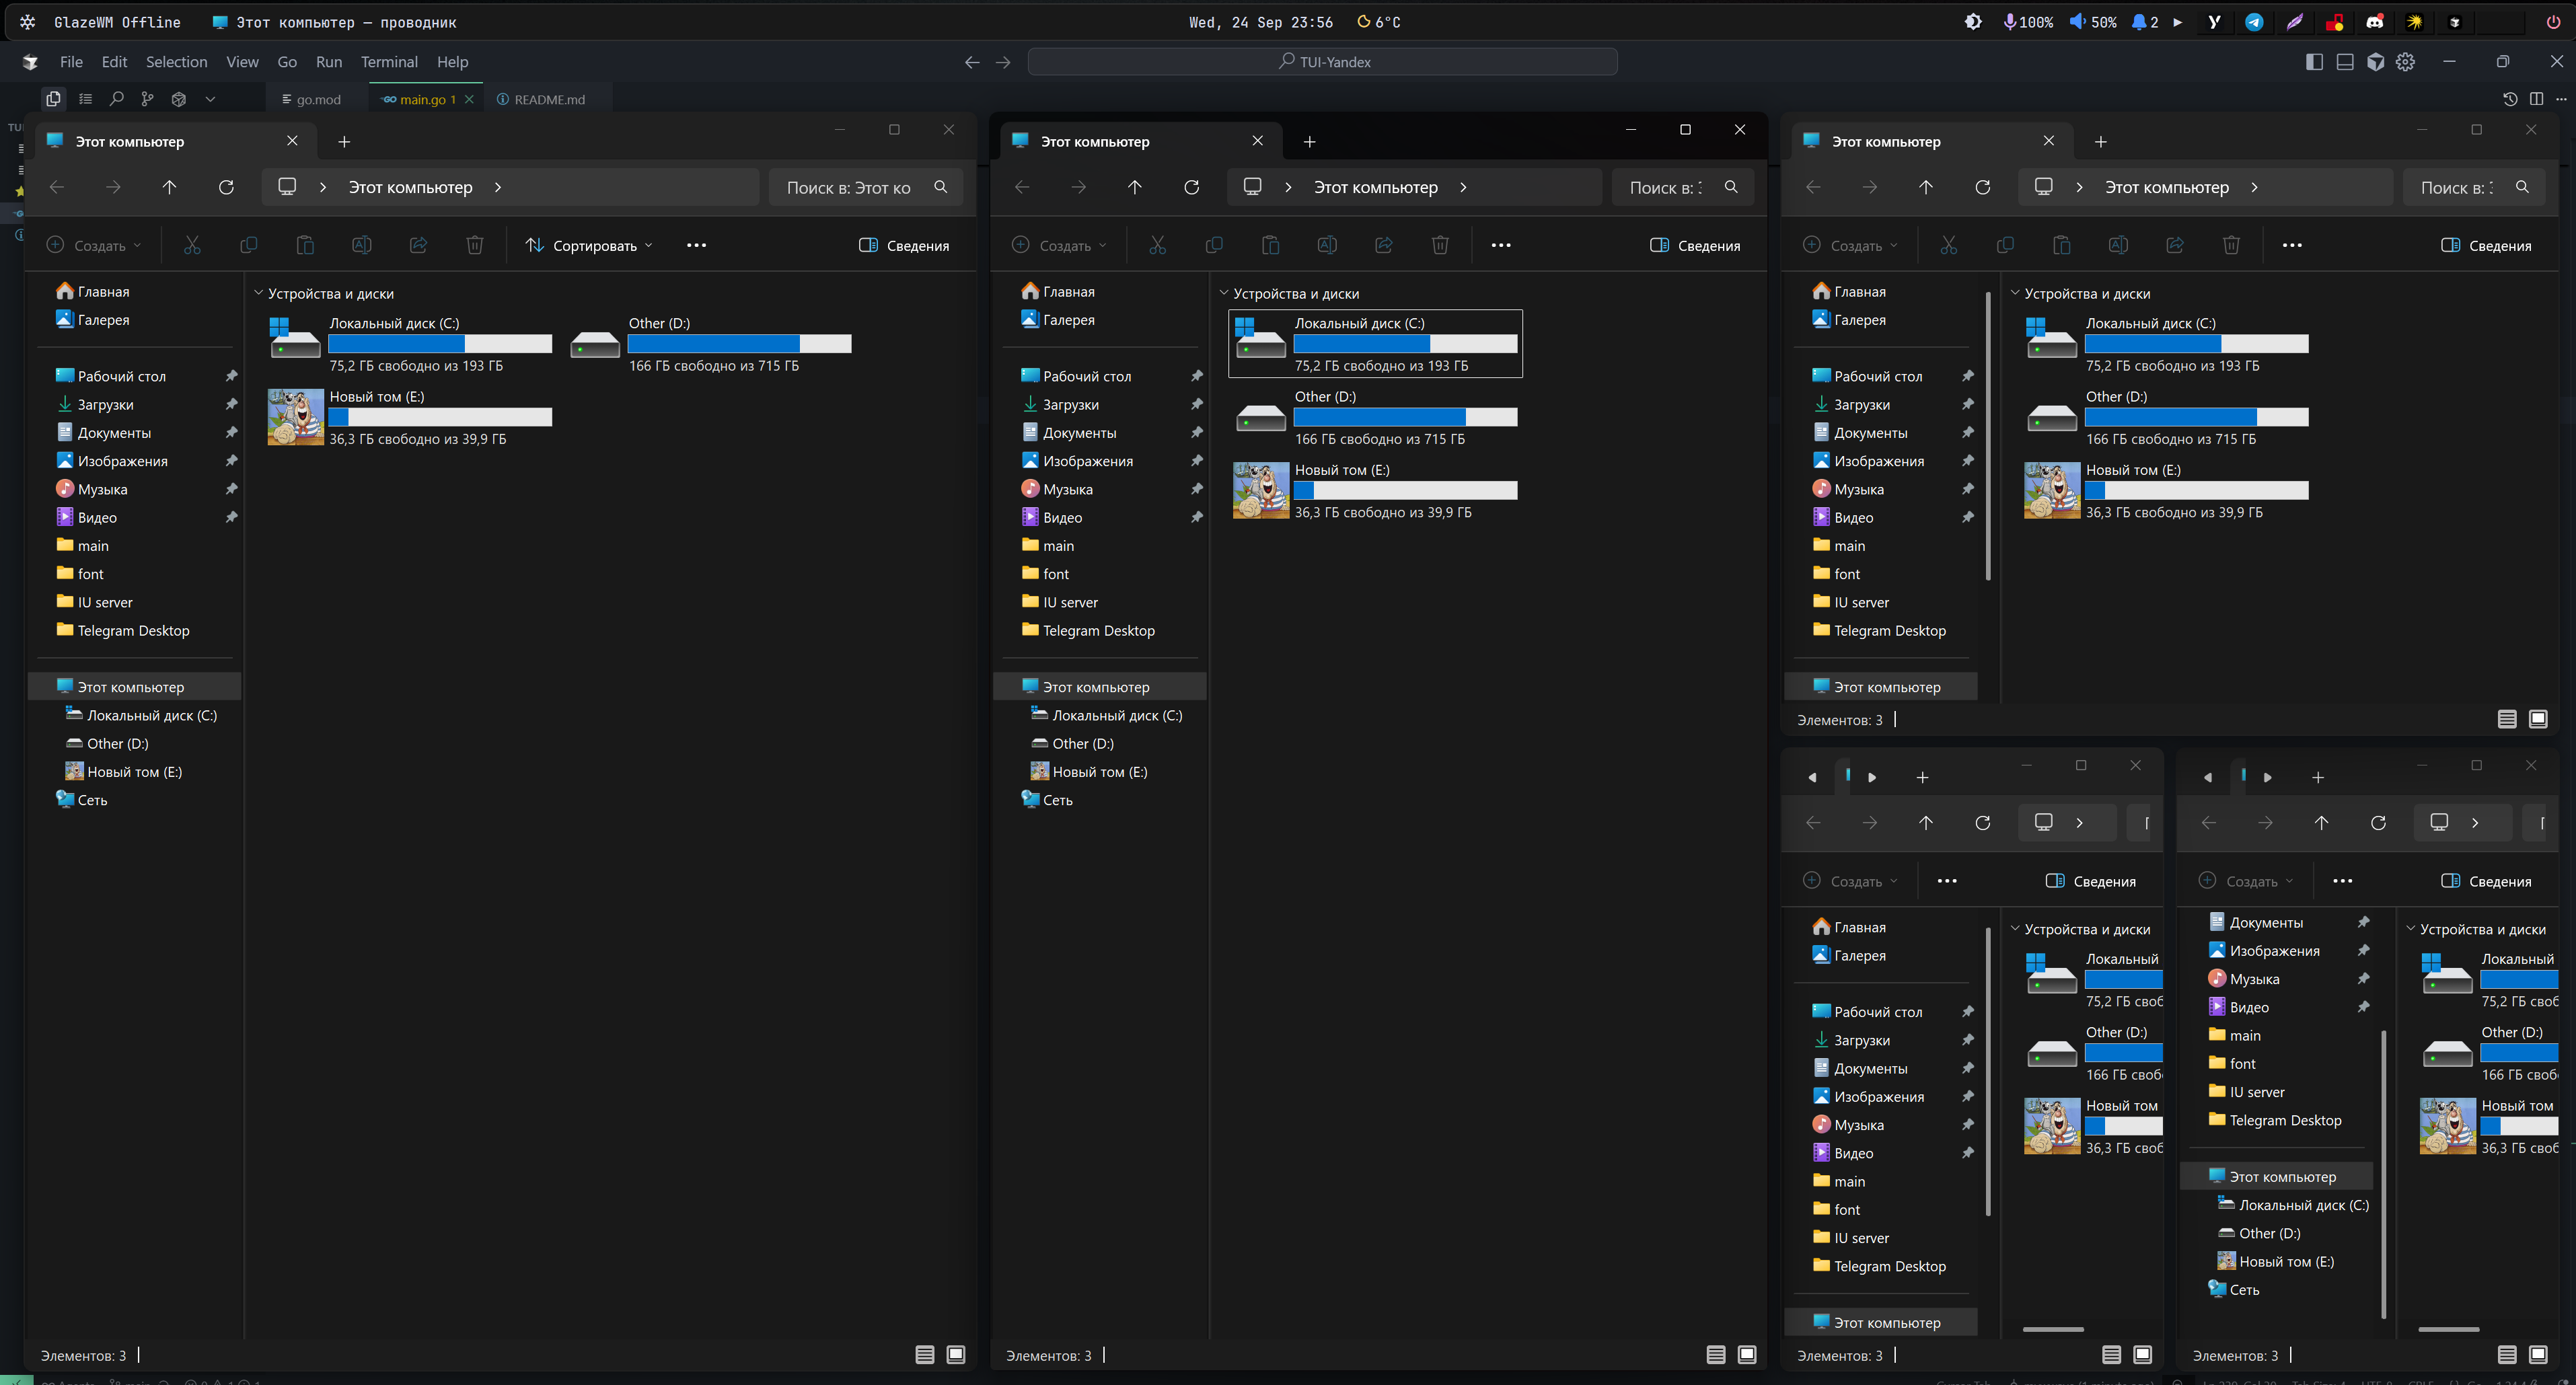 GlazeWM Offline
Этот компьютер — проводник
Wed, 24 Sep 23:56
6°C
100%
50%
2
File Edit Selection View Go Run Terminal Help
TUI-Yandex
go.mod
main.go 1
README.md
Этот компьютер
Этот компьютер
Поиск в: Этот ко
Создать
Сортировать
Сведения
Главная
Галерея
Рабочий стол
Загрузки
Документы
Изображения
Музыка
Видео
main
font
IU server
Telegram Desktop
Этот компьютер
Локальный диск (C:)
Other (D:)
Новый том (E:)
Сеть
Устройства и диски
Локальный диск (C:)
75,2 ГБ свободно из 193 ГБ
Other (D:)
166 ГБ свободно из 715 ГБ
Новый том (E:)
36,3 ГБ свободно из 39,9 ГБ
Элементов: 3
Этот компьютер
Этот компьютер
Поиск в:
Создать
Сведения
Главная
Галерея
Рабочий стол
Загрузки
Документы
Изображения
Музыка
Видео
main
font
IU server
Telegram Desktop
Этот компьютер
Локальный диск (C:)
Other (D:)
Новый том (E:)
Сеть
Устройства и диски
Локальный диск (C:)
75,2 ГБ свободно из 193 ГБ
Other (D:)
166 ГБ свободно из 715 ГБ
Новый том (E:)
36,3 ГБ свободно из 39,9 ГБ
Элементов: 3
Этот компьютер
Этот компьютер
Поиск в:
Создать
Сведения
Главная
Галерея
Рабочий стол
Загрузки
Документы
Изображения
Музыка
Видео
main
font
IU server
Telegram Desktop
Этот компьютер
Устройства и диски
Локальный диск (C:)
75,2 ГБ свободно из 193 ГБ
Other (D:)
166 ГБ свободно из 715 ГБ
Новый том (E:)
36,3 ГБ свободно из 39,9 ГБ
Элементов: 3
Создать
Сведения
Главная
Галерея
Рабочий стол
Загрузки
Документы
Изображения
Музыка
Видео
main
font
IU server
Telegram Desktop
Этот компьютер
Устройства и диски
Локальный
75,2 ГБ своб
Other (D:)
166 ГБ своб
Новый том
36,3 ГБ своб
Элементов: 3
Создать
Сведения
Документы
Изображения
Музыка
Видео
main
font
IU server
Telegram Desktop
Этот компьютер
Локальный диск (C:)
Other (D:)
Новый том (E:)
Сеть
Устройства и диски
Локальный
75,2 ГБ своб
Other (D:)
166 ГБ своб
Новый том
36,3 ГБ своб
Элементов: 3